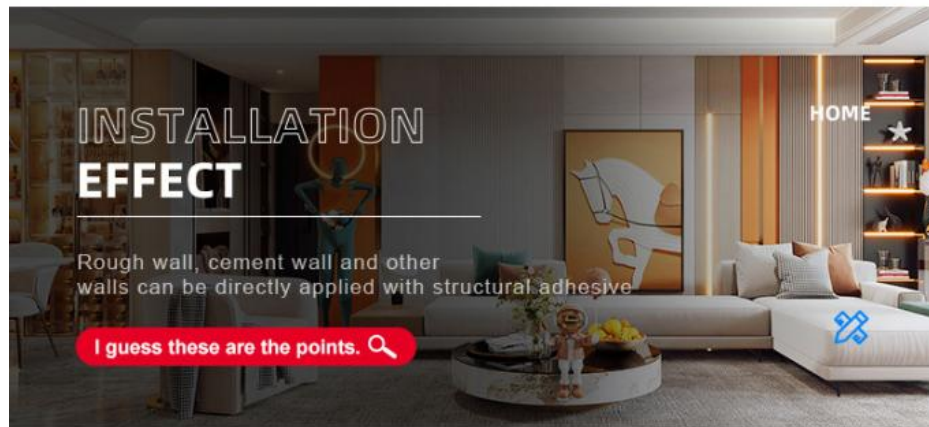 INSTALLATION
EFFECT
HOME
Rough wall, cement wall and other
walls can be directly applied with structural adhesive
I guess these are the points.